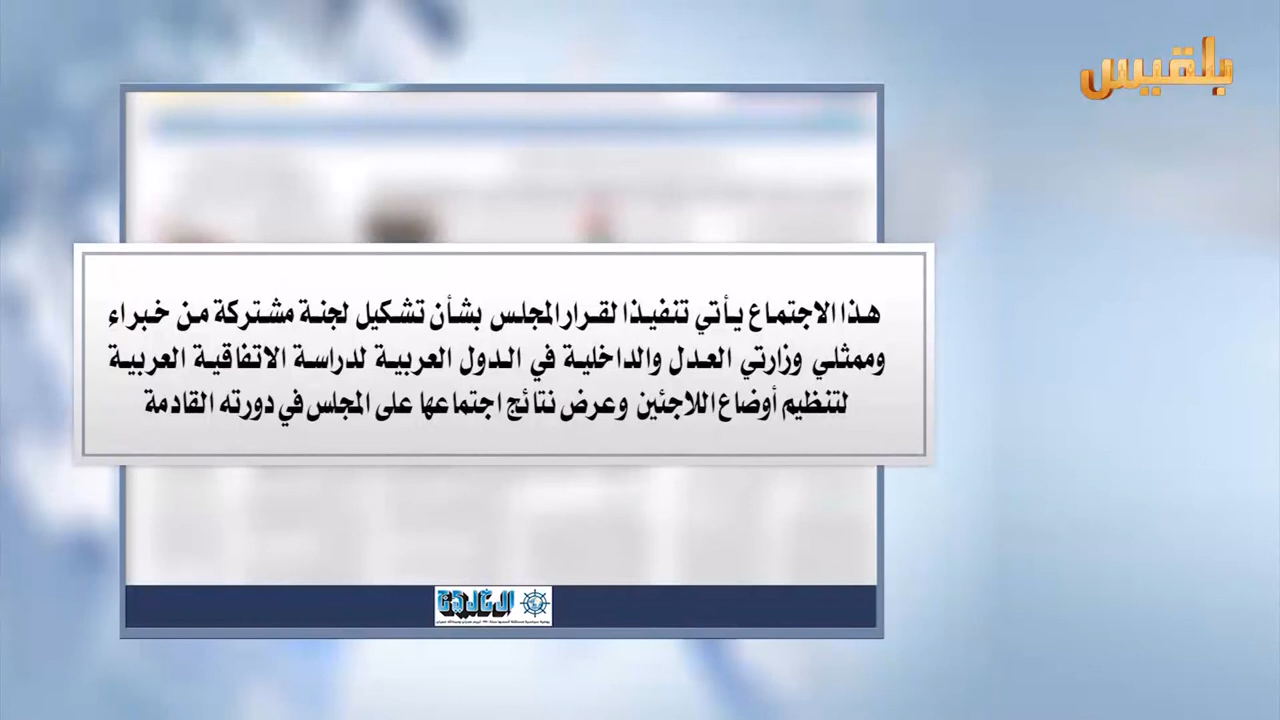 بلقيس
هذا الاجتماع يأتي تنفيذا لقرار المجلس بشأن تشكيل لجنة مشتركة من خبراء
وممثلي وزارتي العدل والداخلية في الدول العربية لدراسة الاتفاقية العربية
لتنظيم أوضاع اللاجئين وعرض نتائج اجتماعها على المجلس في دورته القادمة
الخليج